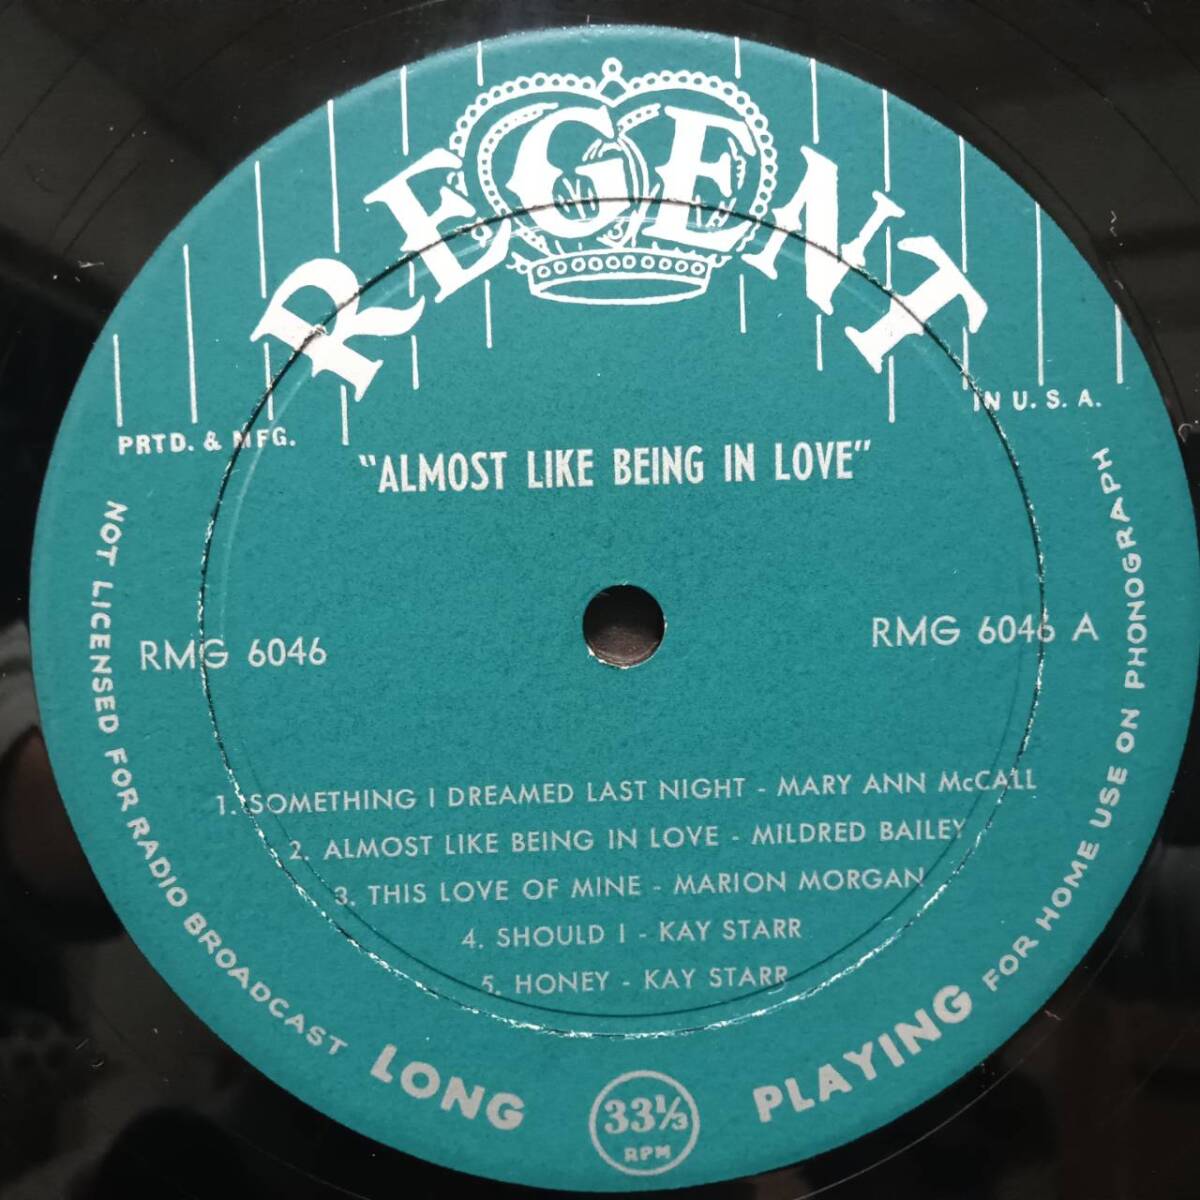 REGENT
PRTD. & MFG.
IN U. S. A.
"ALMOST LIKE BEING IN LOVE"
RMG 6046
RMG 6046 A
1. SOMETHING I DREAMED LAST NIGHT - MARY ANN McCALL
2. ALMOST LIKE BEING IN LOVE - MILDRED BAILEY
3. THIS LOVE OF MINE - MARION MORGAN
4. SHOULD I - KAY STARR
5. HONEY - KAY STARR
NOT LICENSED FOR RADIO BROADCAST
LONG PLAYING
FOR HOME USE ON PHONOGRAPH
33⅓
RPM